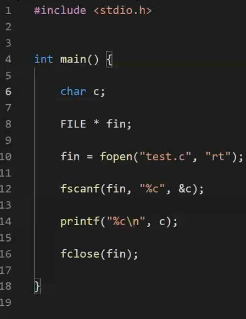 1 #include <stdio.h>
2
3
4 int main() {
5
6 char c;
7
8 FILE * fin;
9
10 fin = fopen("test.c", "rt");
11
12 fscanf(fin, "%c", &c);
13
14 printf("%c\n", c);
15
16 fclose(fin);
17
18 }
19